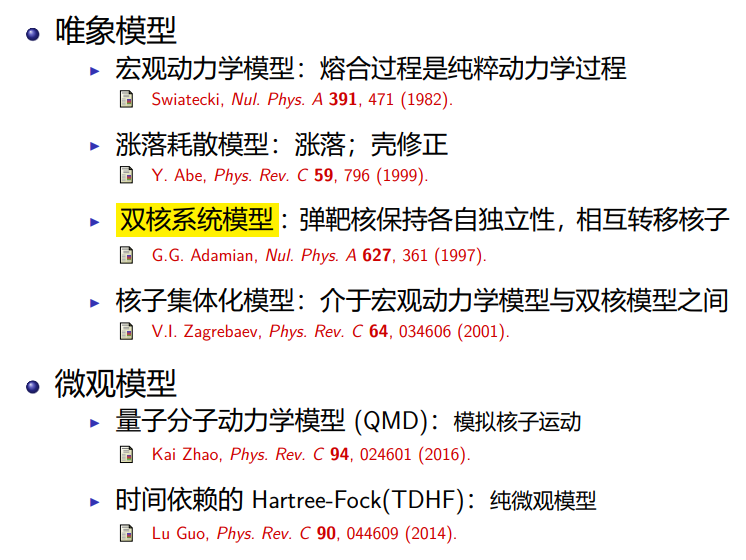 唯象模型
宏观动力学模型：熔合过程是纯粹动力学过程
Swiatecki, Nul. Phys. A 391, 471 (1982).
涨落耗散模型：涨落；壳修正
Y. Abe, Phys. Rev. C 59, 796 (1999).
双核系统模型：弹靶核保持各自独立性，相互转移核子
G.G. Adamian, Nul. Phys. A 627, 361 (1997).
核子集体化模型：介于宏观动力学模型与双核模型之间
V.I. Zagrebaev, Phys. Rev. C 64, 034606 (2001).
微观模型
量子分子动力学模型 (QMD)：模拟核子运动
Kai Zhao, Phys. Rev. C 94, 024601 (2016).
时间依赖的 Hartree-Fock(TDHF)：纯微观模型
Lu Guo, Phys. Rev. C 90, 044609 (2014).